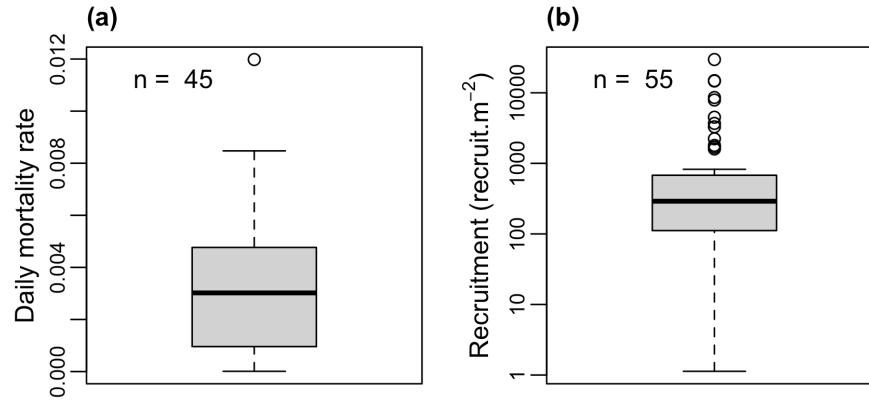 (a)
n = 45
Daily mortality rate
0.012
0.008
0.004
0.000
(b)
n = 55
Recruitment (recruit.m⁻²)
10000
1000
100
10
1